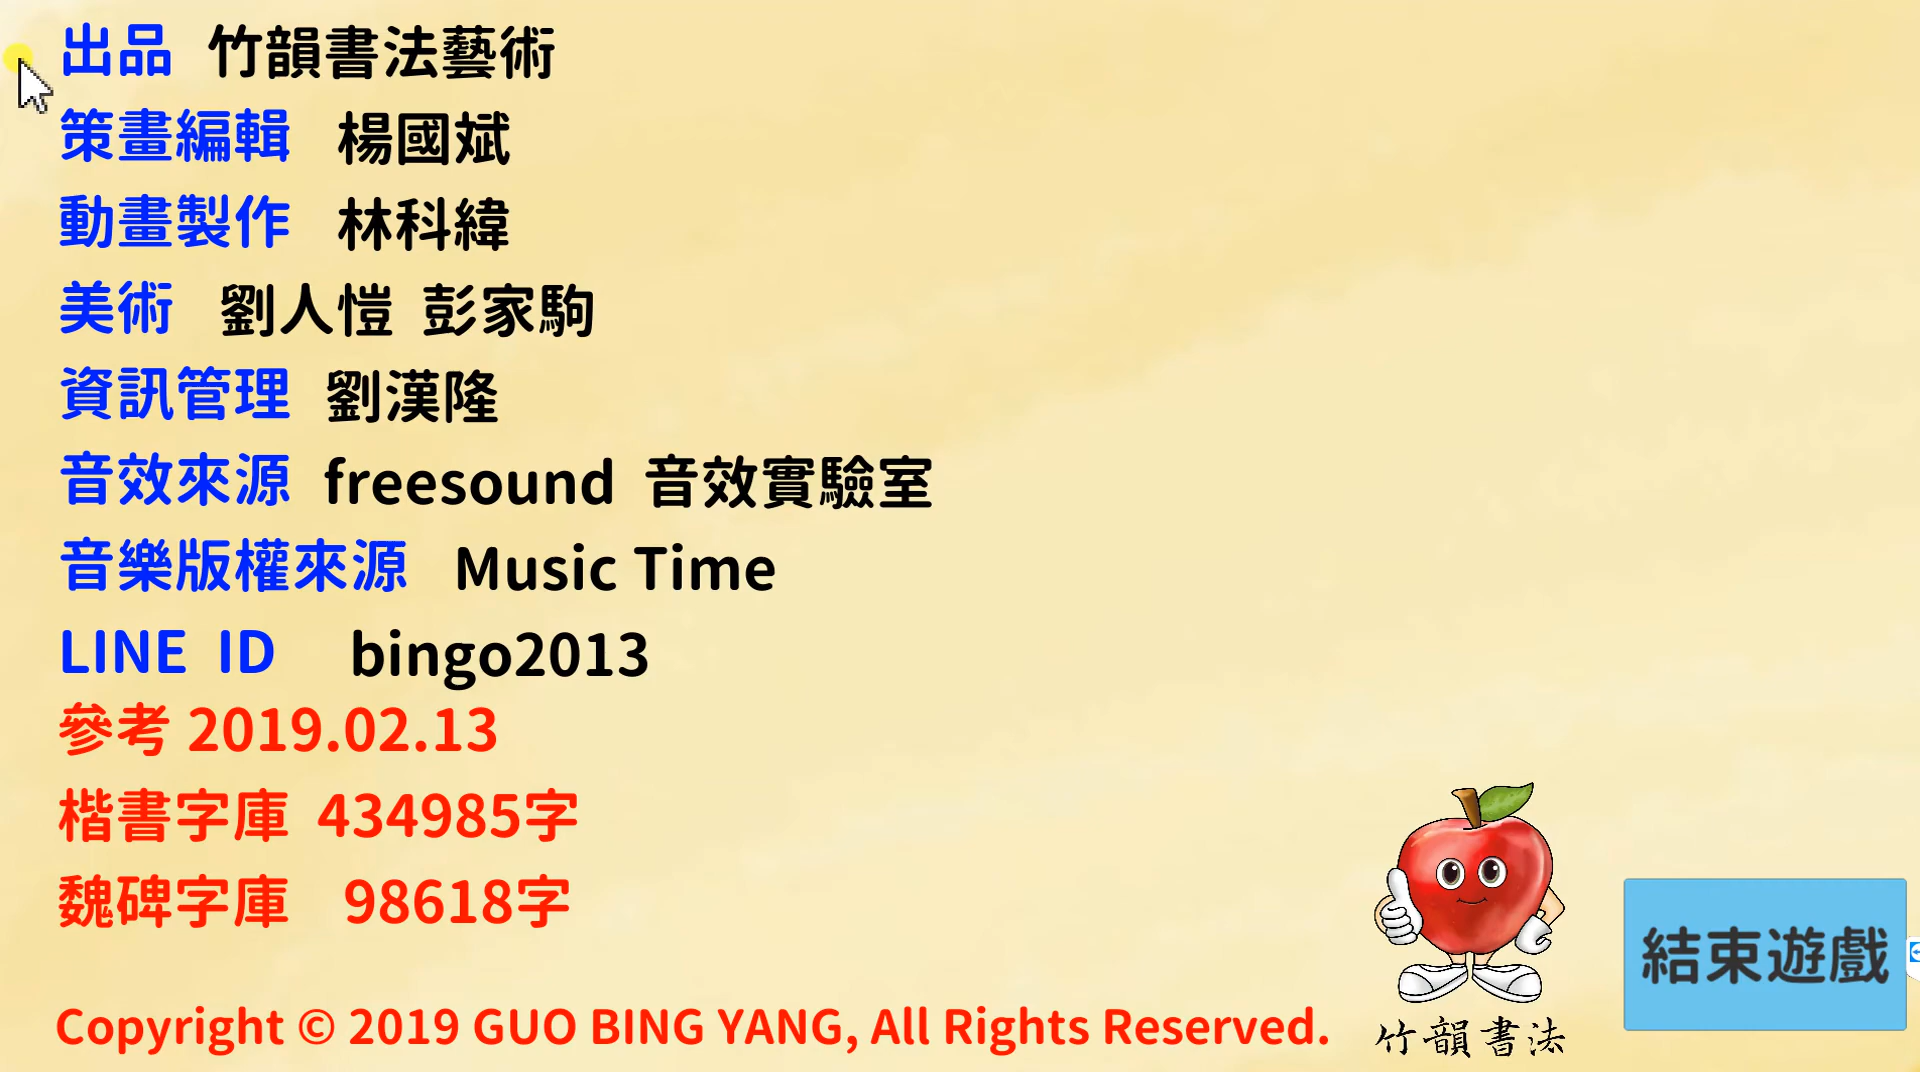 出品 竹韻書法藝術
策畫編輯 楊國斌
動畫製作 林科緯
美術 劉人愷 彭家駒
資訊管理 劉漢隆
音效來源 freesound 音效實驗室
音樂版權來源 Music Time
LINE ID bingo2013
參考 2019.02.13
楷書字庫 434985字
魏碑字庫 98618字
結束遊戲
Copyright © 2019 GUO BING YANG, All Rights Reserved.
竹韻書法